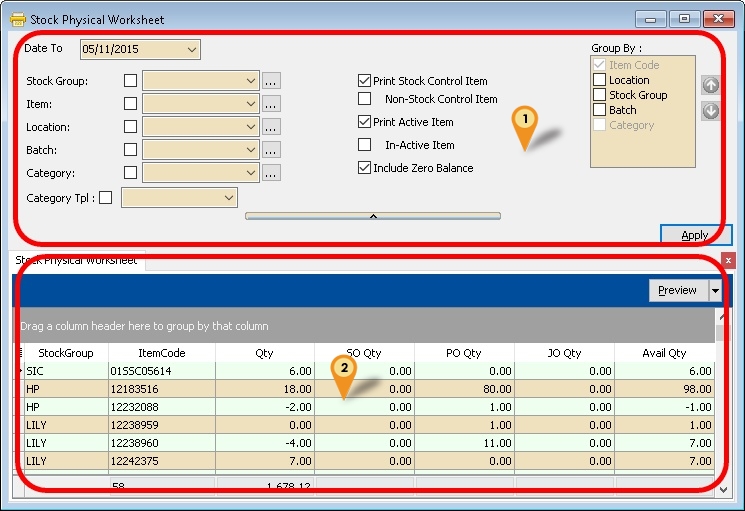 Stock Physical Worksheet
Date To 05/11/2015
Group By :
Item Code
Location
Stock Group
Batch
Category
Stock Group: ...
Item: ...
Location: ...
Batch: ...
Category: ...
Category Tpl :
Print Stock Control Item
Non-Stock Control Item
Print Active Item
In-Active Item
Include Zero Balance
1
Apply
Stock Physical Worksheet x
Preview
Drag a column header here to group by that column
StockGroup ItemCode Qty SO Qty PO Qty JO Qty Avail Qty
SIC 01SSC05614 6.00 0.00 0.00 0.00 6.00
HP 12183516 18.00 0.00 80.00 0.00 98.00
HP 12232088 -2.00 0.00 1.00 0.00 -1.00
LILY 12238959 0.00 0.00 1.00 0.00 1.00
LILY 12238960 -4.00 0.00 11.00 0.00 7.00
LILY 12242375 7.00 0.00 0.00 0.00 7.00
2
58 1,678.12